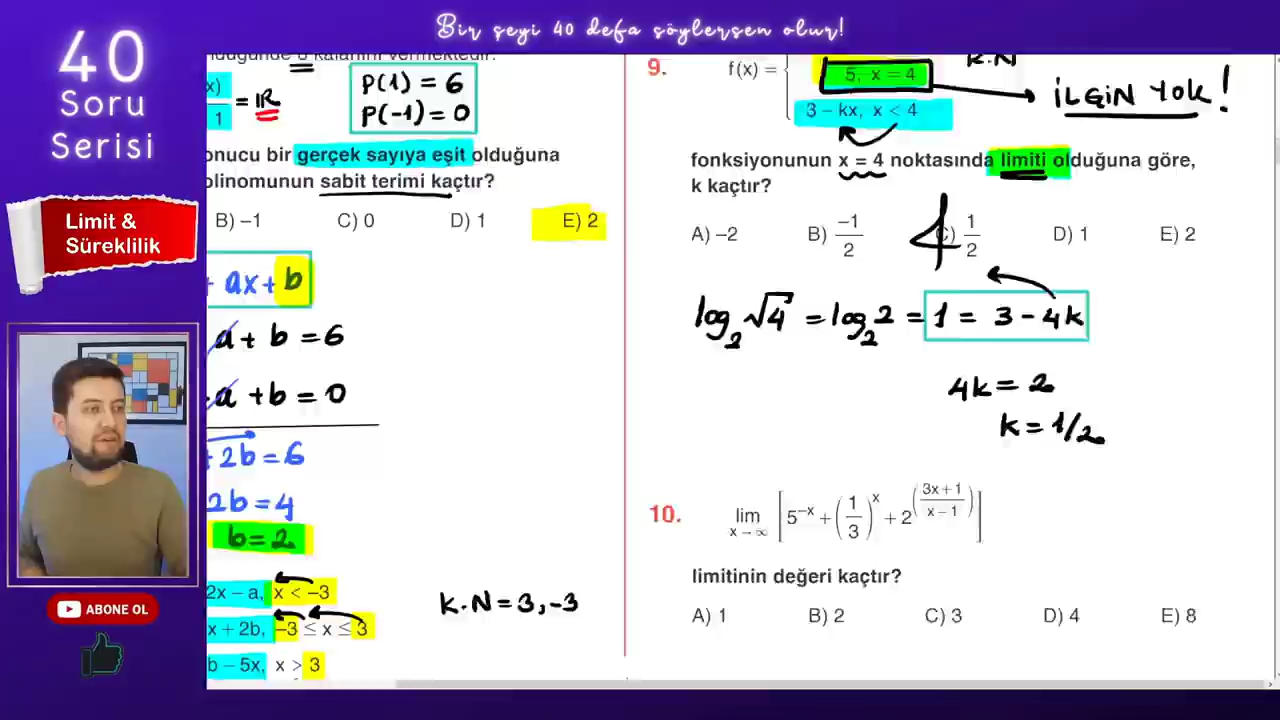 Bir şeyi 40 defa söylersen olur!
40
Soru
Serisi
Limit &
Süreklilik
ABONE OL
kalanını vermektedir.
P(1) = 6
P(-1) = 0
x)
1
= IR
onucu bir gerçek sayıya eşit olduğuna
olinomunun sabit terimi kaçtır?
B) –1 C) 0 D) 1 E) 2
+ ax + b
a + b = 6
a + b = 0
+ 2b = 6
2b = 4
b = 2
2x – a, x < –3
x + 2b, –3 ≤ x ≤ 3
b – 5x, x > 3
K.N = 3, -3
9.
f(x) =
5, x = 4
3 – kx, x < 4
K.N
İLGİN YOK!
fonksiyonunun x = 4 noktasında limiti olduğuna göre,
k kaçtır?
A) –2 B) –1/2 C) 1/2 D) 1 E) 2
4
log₂ √4 = log₂ 2 = 1 = 3 - 4k
4k = 2
k = 1/2
10.
lim x→∞ [5^(–x) + (1/3)^x + 2^((3x+1)/(x–1))]
limitinin değeri kaçtır?
A) 1 B) 2 C) 3 D) 4 E) 8